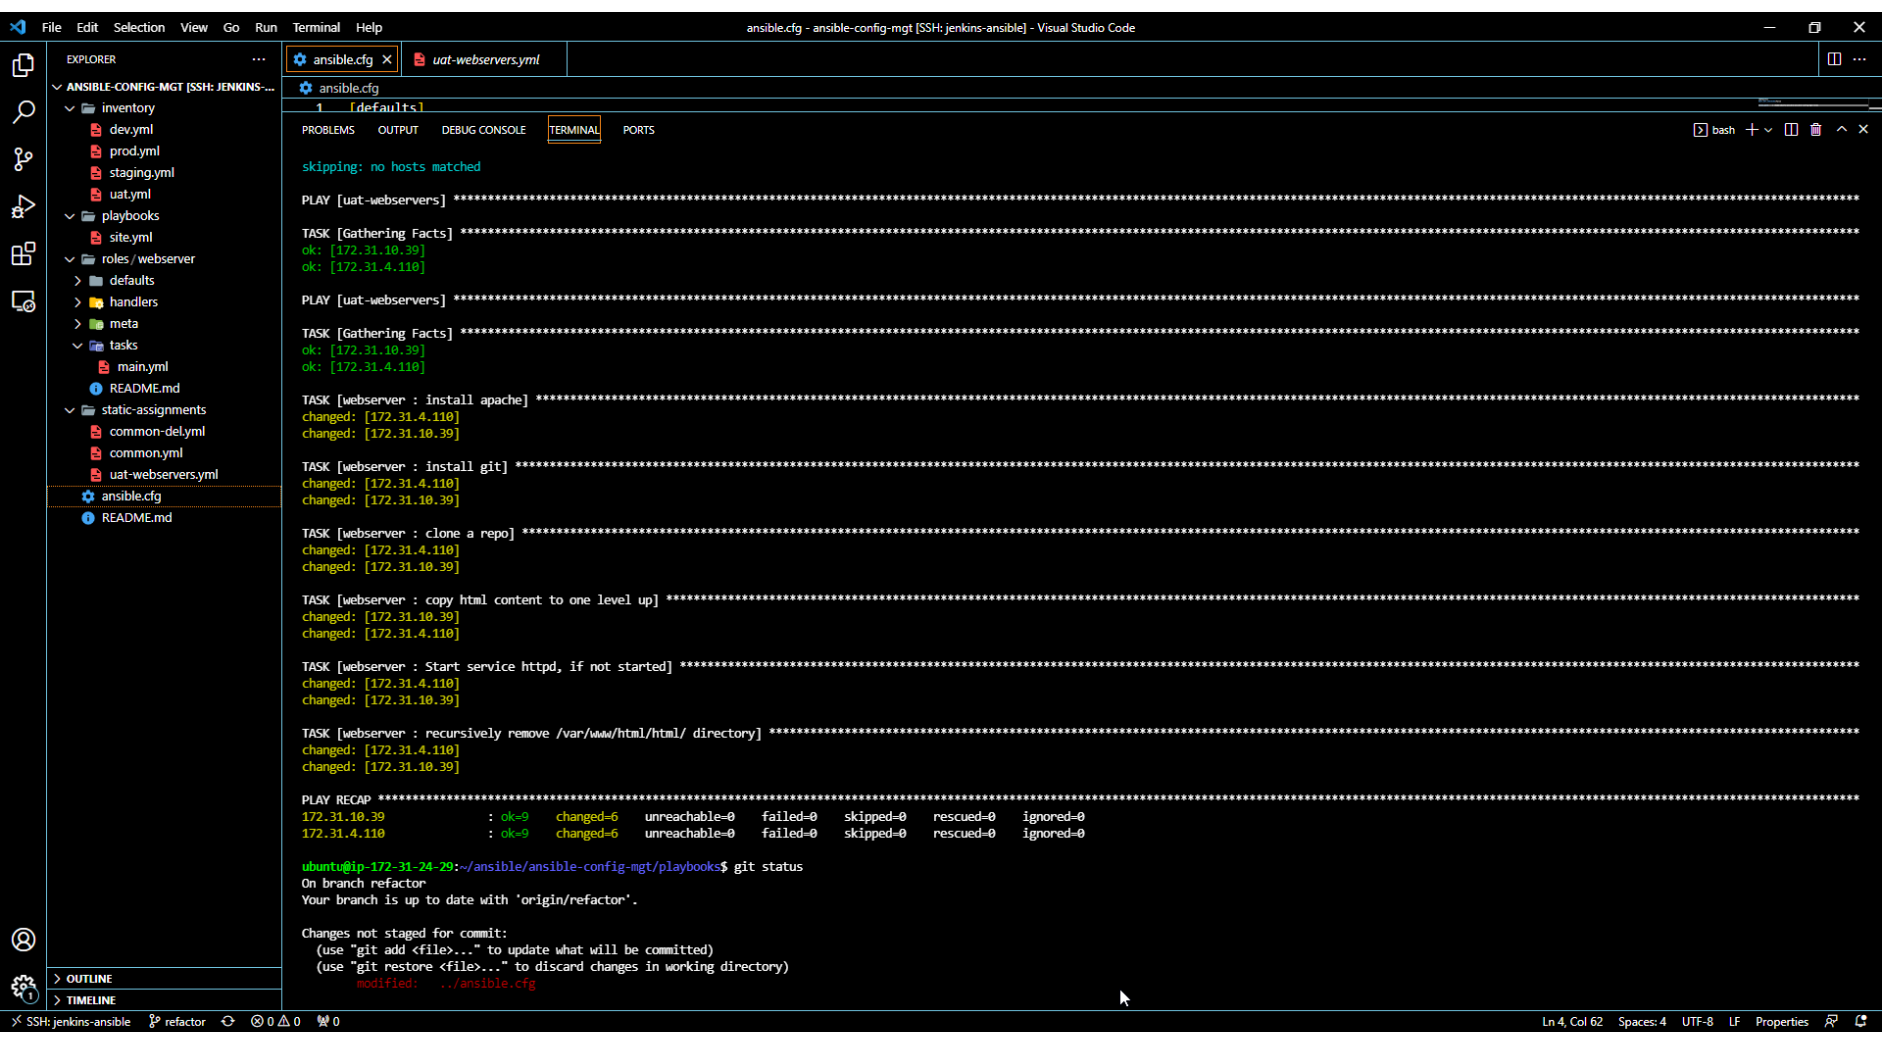 File Edit Selection View Go Run Terminal Help
ansible.cfg - ansible-config-mgt [SSH: jenkins-ansible] - Visual Studio Code
EXPLORER
ANSIBLE-CONFIG-MGT [SSH: JENKINS-...
inventory
dev.yml
prod.yml
staging.yml
uat.yml
playbooks
site.yml
roles/webserver
defaults
handlers
meta
tasks
main.yml
README.md
static-assignments
common-del.yml
common.yml
uat-webservers.yml
ansible.cfg
README.md
OUTLINE
TIMELINE
ansible.cfg
uat-webservers.yml
ansible.cfg
1 [defaults]
PROBLEMS OUTPUT DEBUG CONSOLE TERMINAL PORTS
bash
skipping: no hosts matched
PLAY [uat-webservers]
TASK [Gathering Facts]
ok: [172.31.10.39]
ok: [172.31.4.110]
PLAY [uat-webservers]
TASK [Gathering Facts]
ok: [172.31.10.39]
ok: [172.31.4.110]
TASK [webserver : install apache]
changed: [172.31.4.110]
changed: [172.31.10.39]
TASK [webserver : install git]
changed: [172.31.4.110]
changed: [172.31.10.39]
TASK [webserver : clone a repo]
changed: [172.31.4.110]
changed: [172.31.10.39]
TASK [webserver : copy html content to one level up]
changed: [172.31.10.39]
changed: [172.31.4.110]
TASK [webserver : Start service httpd, if not started]
changed: [172.31.4.110]
changed: [172.31.10.39]
TASK [webserver : recursively remove /var/www/html/html/ directory]
changed: [172.31.4.110]
changed: [172.31.10.39]
PLAY RECAP
172.31.10.39 : ok=9 changed=6 unreachable=0 failed=0 skipped=0 rescued=0 ignored=0
172.31.4.110 : ok=9 changed=6 unreachable=0 failed=0 skipped=0 rescued=0 ignored=0
ubuntu@ip-172-31-24-29:~/ansible/ansible-config-mgt/playbooks$ git status
On branch refactor
Your branch is up to date with 'origin/refactor'.
Changes not staged for commit:
(use "git add <file>..." to update what will be committed)
(use "git restore <file>..." to discard changes in working directory)
modified: ../ansible.cfg
SSH: jenkins-ansible refactor 0 0 0
Ln 4, Col 62 Spaces: 4 UTF-8 LF Properties